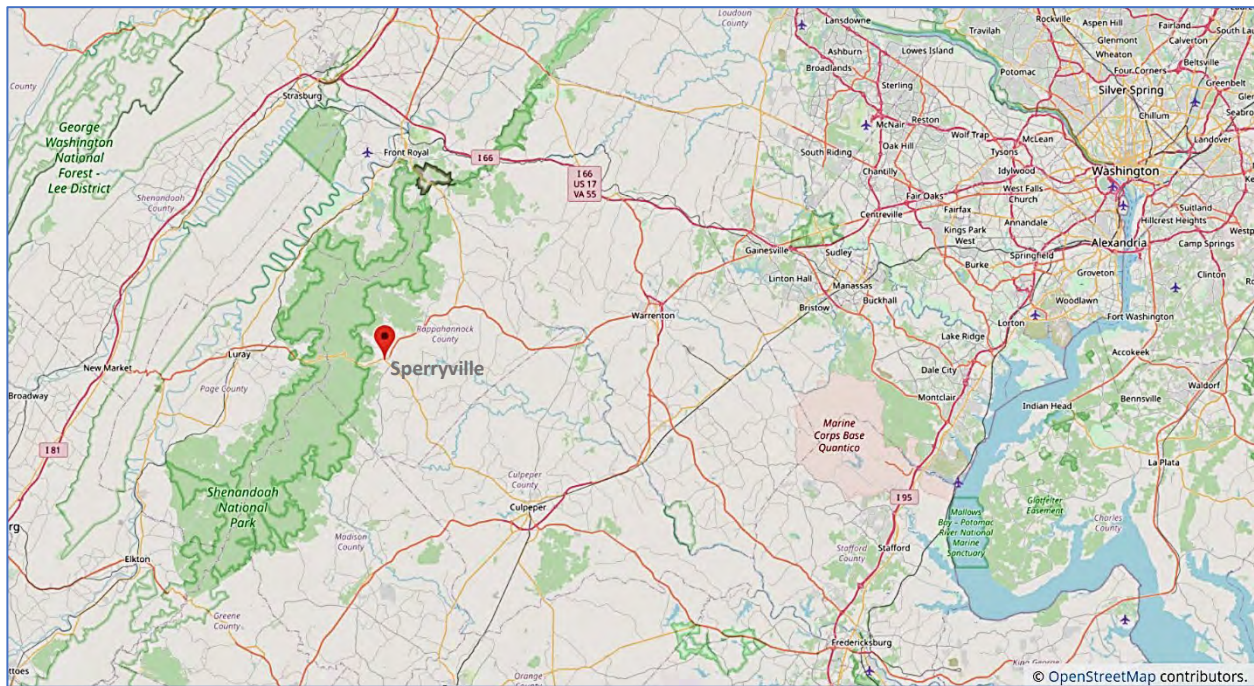 Loudoun
County
Lansdowne
Travilah
Rockville
Aspen Hill
Fairland
South Laurel
Glenmont
Calverton
Ashburn
Lowes Island
Wheaton
Beltsville
Broadlands
Potomac
Four Corners
Greenbelt
Sterling
Silver Spring
Chillum
McNair
Reston
Wolf Trap
McLean
Landover
South Riding
Oak Hill
Tysons
Chantilly
Idylwood
Washington
Fair Oaks
West Falls
Church
Suitland
Centreville
Fairfax
Annandale
Hillcrest Heights
Kings Park
West
Alexandria
Camp Springs
Gainesville
Sudley
Springfield
Burke
Groveton
Clinton
Linton Hall
Manassas
Woodlawn
Buckhall
Bristow
Lorton
Fort Washington
Lake Ridge
Accokeek
Dale City
Waldorf
Montclair
Indian Head
Bennsville
Marine
Corps Base
Quantico
La Plata
I 95
Mallows
Bay – Potomac
River National
Marine
Sanctuary
Glatfelter
Easement
Charles
County
Stafford
County
Stafford
Fredericksburg
King George
County
Strasburg
George
Washington
National
Forest -
Lee District
Front Royal
I 66
I 66
US 17
VA 55
Shenandoah
County
Warrenton
Rappahannock
County
Luray
Sperryville
New Market
Page County
Broadway
I 81
Culpeper
County
Culpeper
Shenandoah
National
Park
Madison
County
Elkton
Greene
County
Orange
County
© OpenStreetMap contributors.